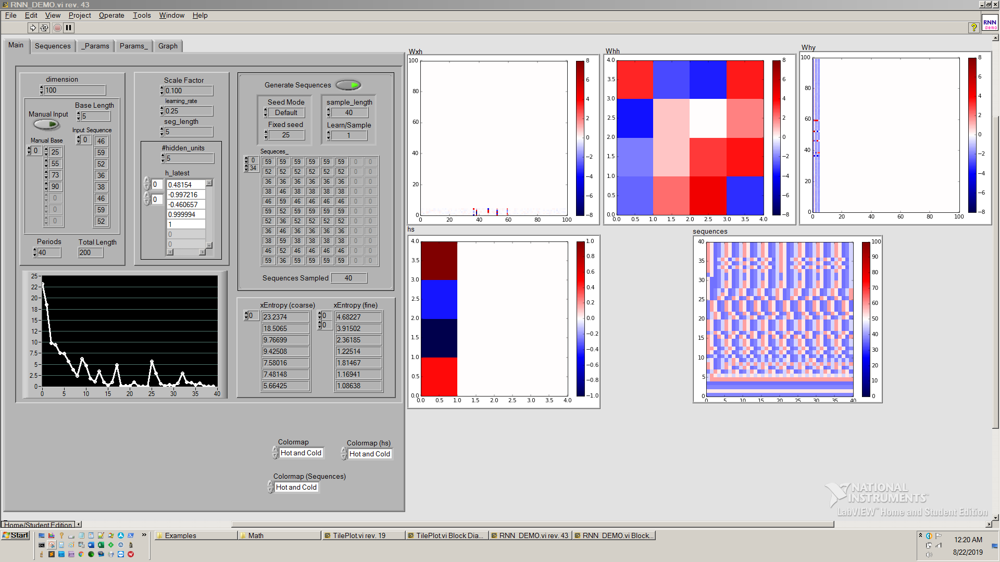 RNN_DEMO.vi rev. 43
File Edit View Project Operate Tools Window Help
RNN
demo
Main Sequences _Params Params_ Graph
dimension
100
Manual Input
Base Length
5
Input Sequence
0
46
59
52
36
38
46
59
52
Manual Base
0
25
55
73
90
0
0
0
Periods
40
Total Length
200
Scale Factor
0.100
learning_rate
0.25
seg_length
5
#hidden_units
5
h_latest
0
0
0.48154
-0.997216
-0.460657
0.999994
1
0
0
Generate Sequences
Seed Mode
Default
Fixed seed
25
sample_length
40
Learn/Sample
1
Sequeces_
0
34
59 59 59 59 59 59 0 0
52 52 52 52 52 52 0 0
36 36 36 36 36 36 0 0
38 38 38 38 38 38 0 0
46 59 46 46 46 46 0 0
59 52 59 59 59 59 0 0
52 36 52 52 52 52 0 0
36 46 36 36 36 36 0 0
38 59 38 38 38 38 0 0
46 52 46 46 46 46 0 0
59 36 59 59 59 59 0 0
Sequences Sampled 40
25
22
20
17.5
15
12.5
10
7.5
5
2.5
0
0 5 10 15 20 25 30 35 40
xEntropy (coarse)
0
23.2374
18.5065
9.76699
9.42508
7.58016
7.48148
5.66425
xEntropy (fine)
0
0
4.68227
3.91502
2.36185
1.22514
1.81467
1.16941
1.08638
Colormap
Hot and Cold
Colormap (hs)
Hot and Cold
Colormap (Sequences)
Hot and Cold
Wxh
100
80
60
40
20
0
0 20 40 60 80 100
8
6
4
2
0
−2
−4
−6
−8
Whh
4.0
3.5
3.0
2.5
2.0
1.5
1.0
0.5
0.0
0.0 0.5 1.0 1.5 2.0 2.5 3.0 3.5 4.0
8
6
4
2
0
−2
−4
−6
−8
Why
100
80
60
40
20
0
0 20 40 60 80 100
8
6
4
2
0
−2
−4
−6
−8
hs
4.0
3.5
3.0
2.5
2.0
1.5
1.0
0.5
0.0
0.0 0.5 1.0 1.5 2.0 2.5 3.0 3.5 4.0
1.0
0.8
0.6
0.4
0.2
0.0
−0.2
−0.4
−0.6
−0.8
−1.0
sequences
40
35
30
25
20
15
10
5
0
0 5 10 15 20 25 30 35 40
100
90
80
70
60
50
40
30
20
10
0
NATIONAL
INSTRUMENTS
LabVIEW™ Home and Student Edition
Home/Student Edition
Start
Examples
Math
TilePlot.vi rev. 19
TilePlot.vi Block Dia...
RNN_DEMO.vi rev. 43
RNN_DEMO.vi Block...
12:20 AM
8/22/2019